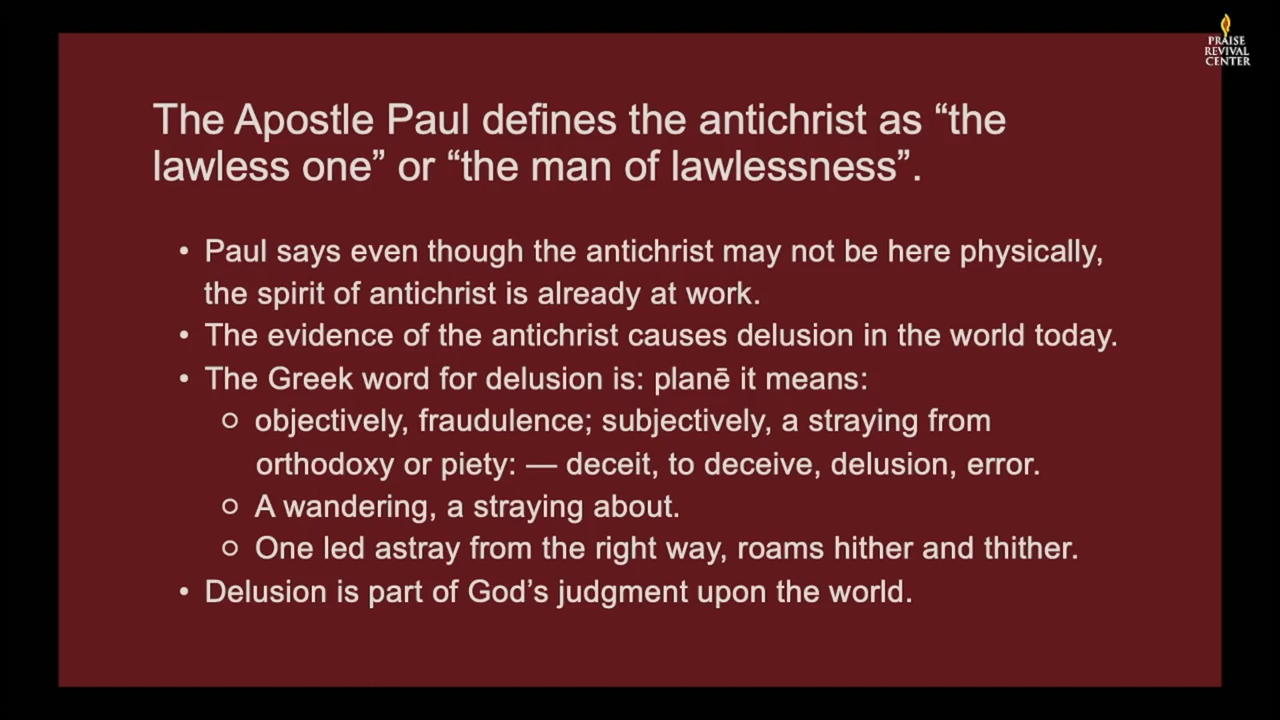 PRAISE
REVIVAL
CENTER
The Apostle Paul defines the antichrist as “the
lawless one” or “the man of lawlessness”.
• Paul says even though the antichrist may not be here physically,
the spirit of antichrist is already at work.
• The evidence of the antichrist causes delusion in the world today.
• The Greek word for delusion is: planē it means:
○ objectively, fraudulence; subjectively, a straying from
orthodoxy or piety: — deceit, to deceive, delusion, error.
○ A wandering, a straying about.
○ One led astray from the right way, roams hither and thither.
• Delusion is part of God’s judgment upon the world.